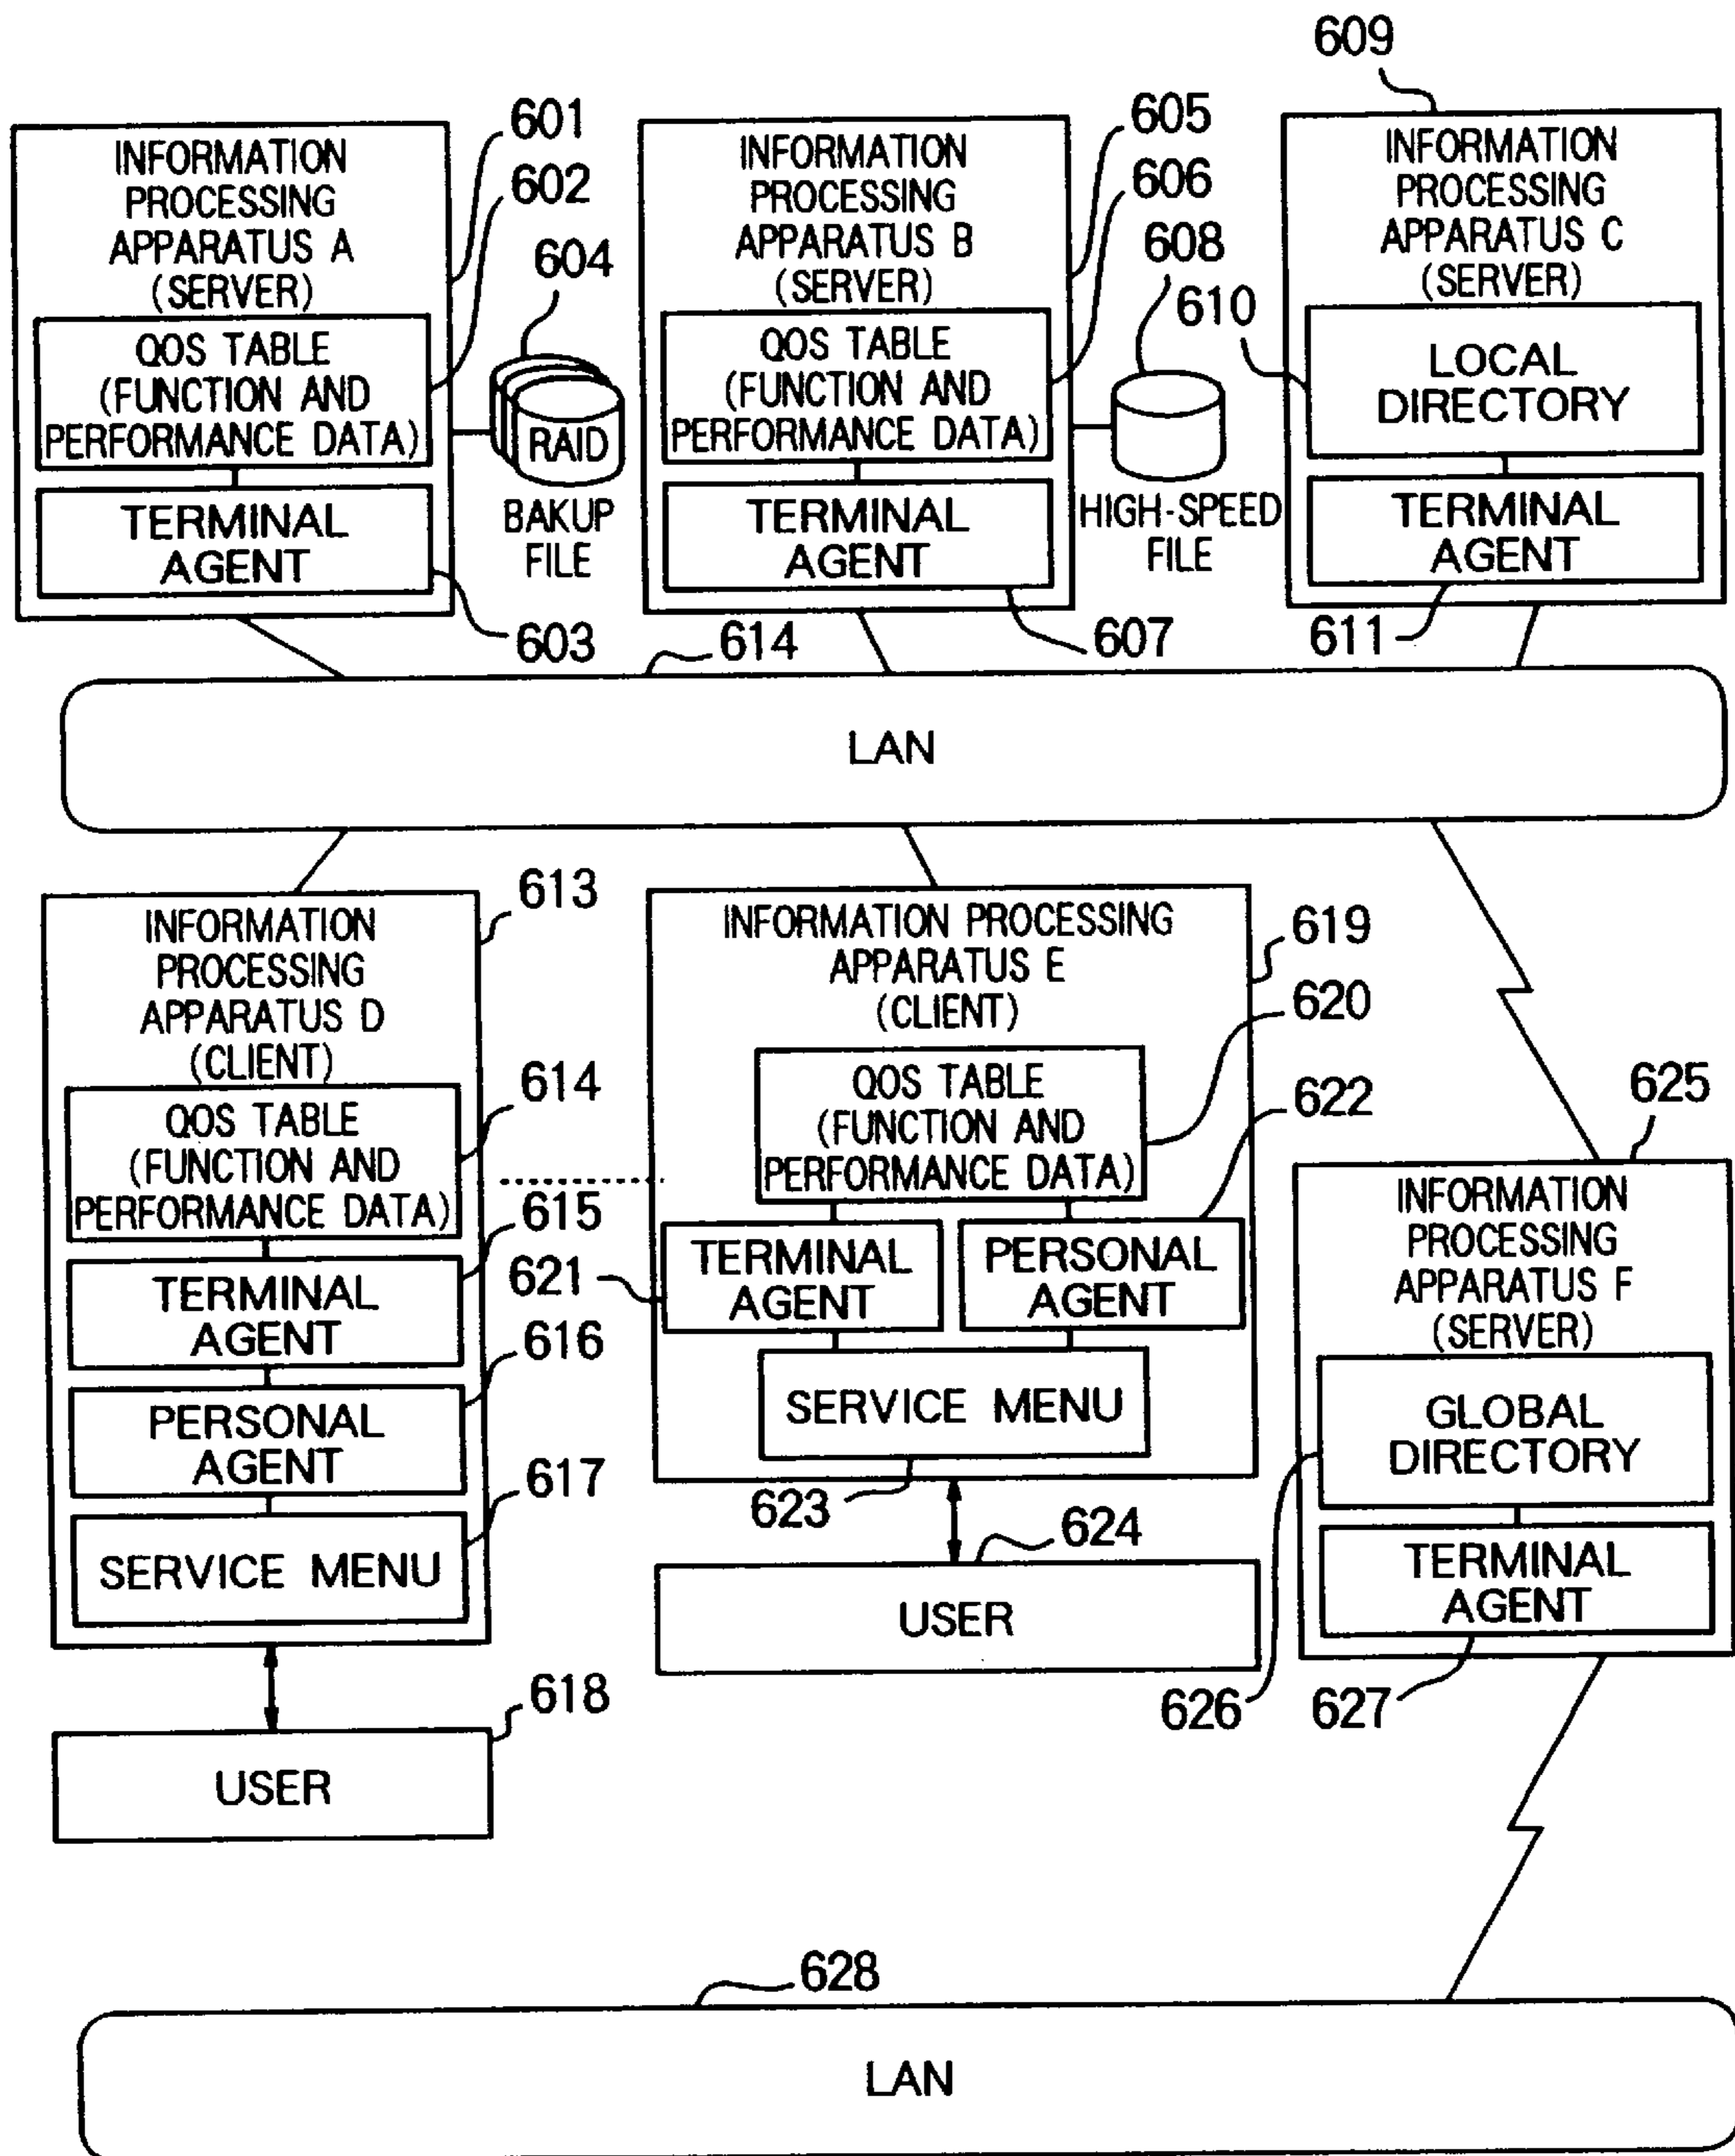 609
INFORMATION
PROCESSING
APPARATUS A
(SERVER)
601
602
QOS TABLE
(FUNCTION AND
PERFORMANCE DATA)
604
RAID
BAKUP
FILE
TERMINAL
AGENT
603
INFORMATION
PROCESSING
APPARATUS B
(SERVER)
605
606
QOS TABLE
(FUNCTION AND
PERFORMANCE DATA)
608
HIGH-SPEED
FILE
TERMINAL
AGENT
607
INFORMATION
PROCESSING
APPARATUS C
(SERVER)
610
LOCAL
DIRECTORY
TERMINAL
AGENT
611
614
LAN
613
INFORMATION
PROCESSING
APPARATUS D
(CLIENT)
614
QOS TABLE
(FUNCTION AND
PERFORMANCE DATA)
615
TERMINAL
AGENT
616
PERSONAL
AGENT
617
SERVICE MENU
618
USER
INFORMATION PROCESSING
APPARATUS E
(CLIENT)
619
620
QOS TABLE
(FUNCTION AND
PERFORMANCE DATA)
622
621
TERMINAL
AGENT
PERSONAL
AGENT
SERVICE MENU
623
624
USER
625
INFORMATION
PROCESSING
APPARATUS F
(SERVER)
GLOBAL
DIRECTORY
TERMINAL
AGENT
626
627
628
LAN